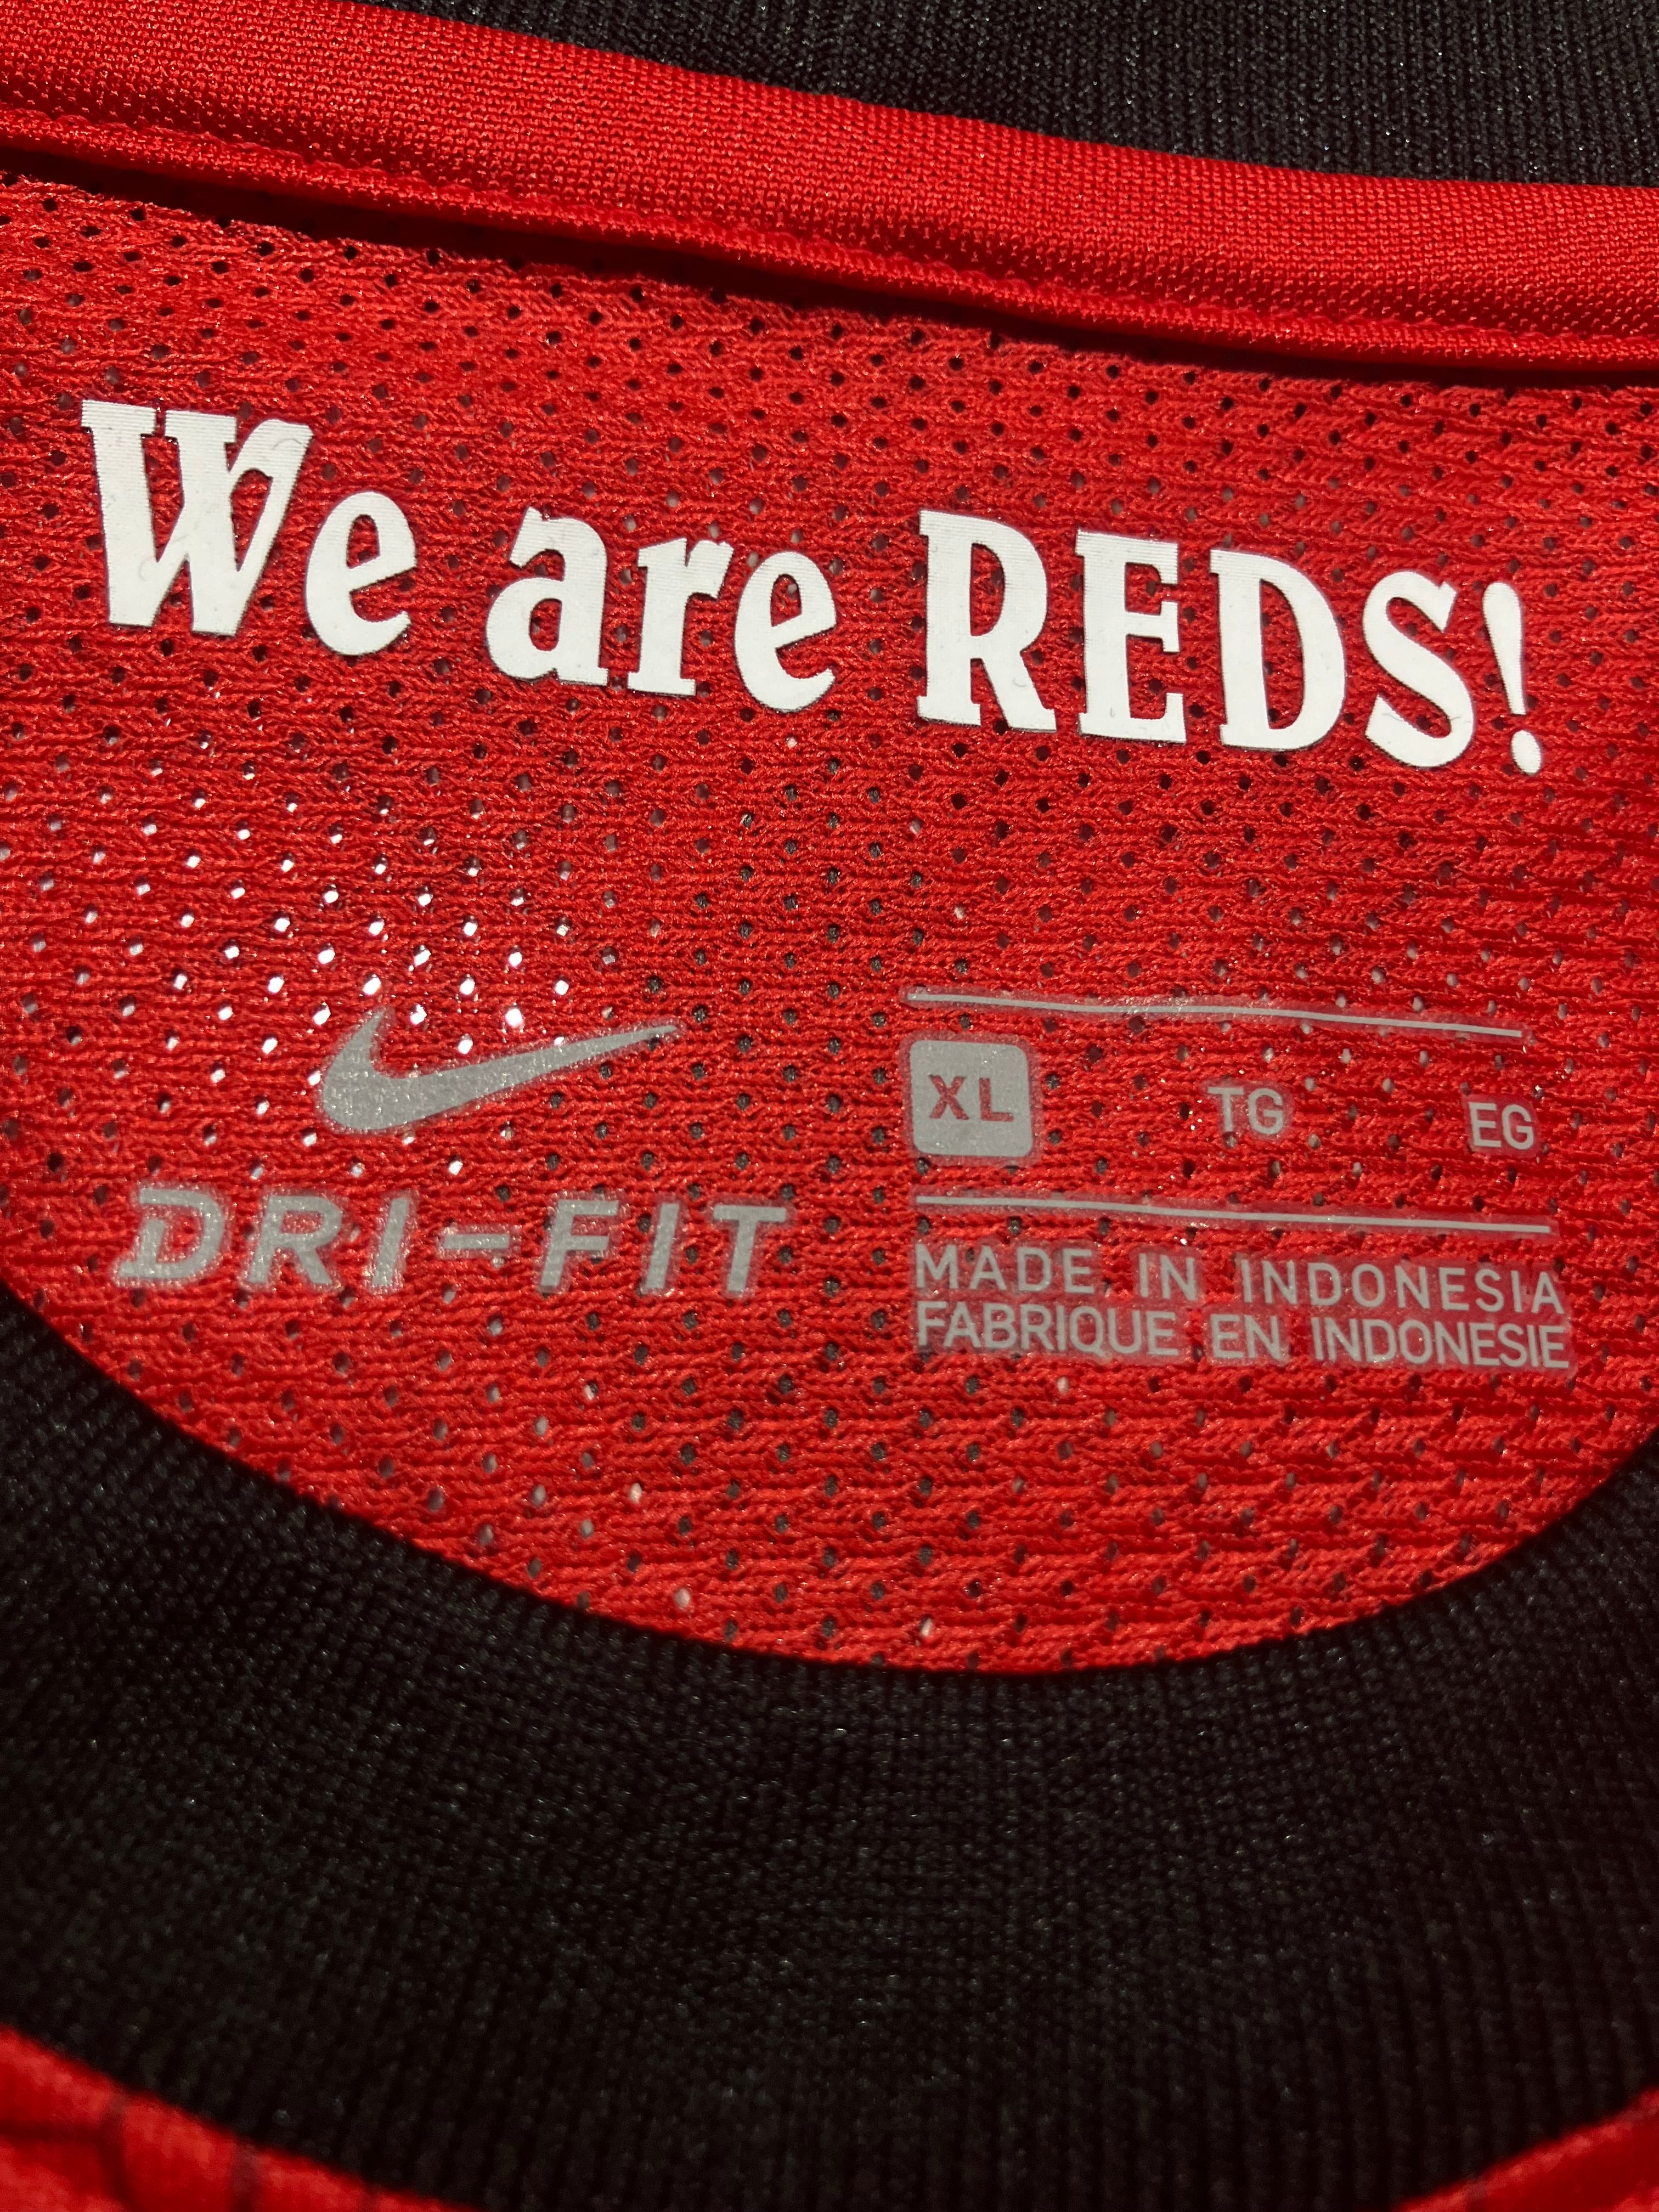 We are REDS!
XL TG EG
DRI-FIT
MADE IN INDONESIA
FABRIQUE EN INDONESIE